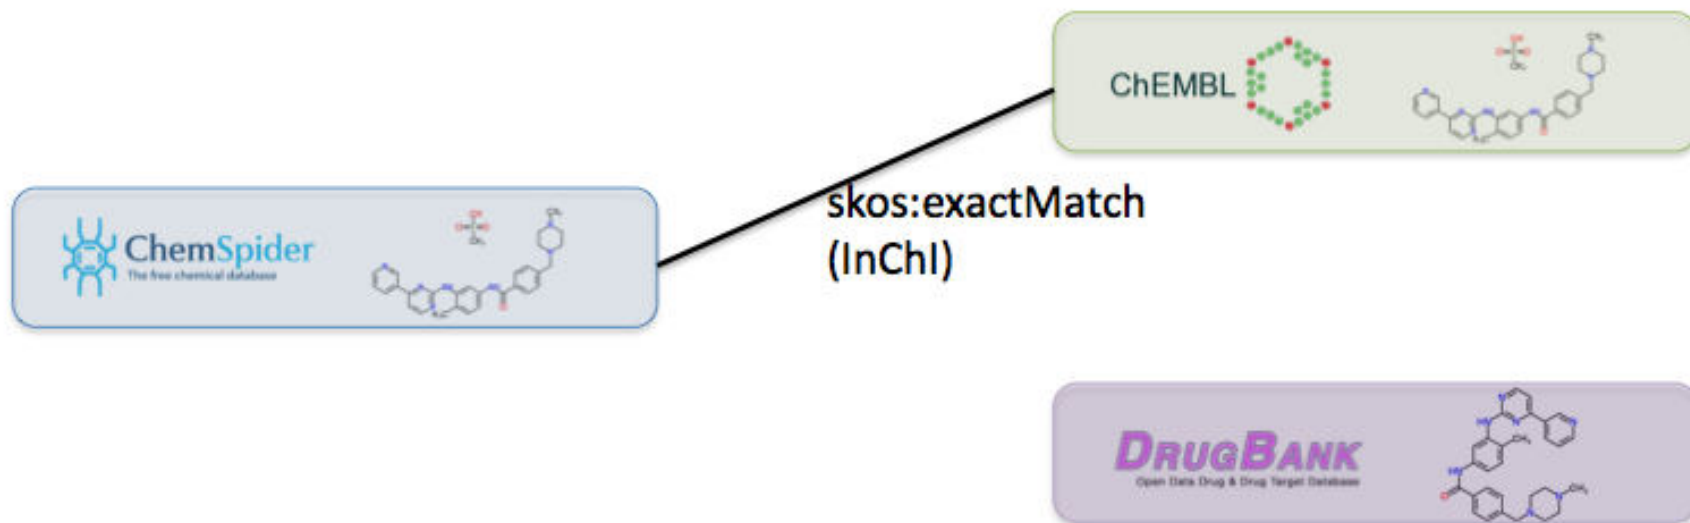 ChEMBL
skos:exactMatch
(InChI)
ChemSpider
The free chemical database
DRUGBANK
Open Data Drug & Drug Target Database